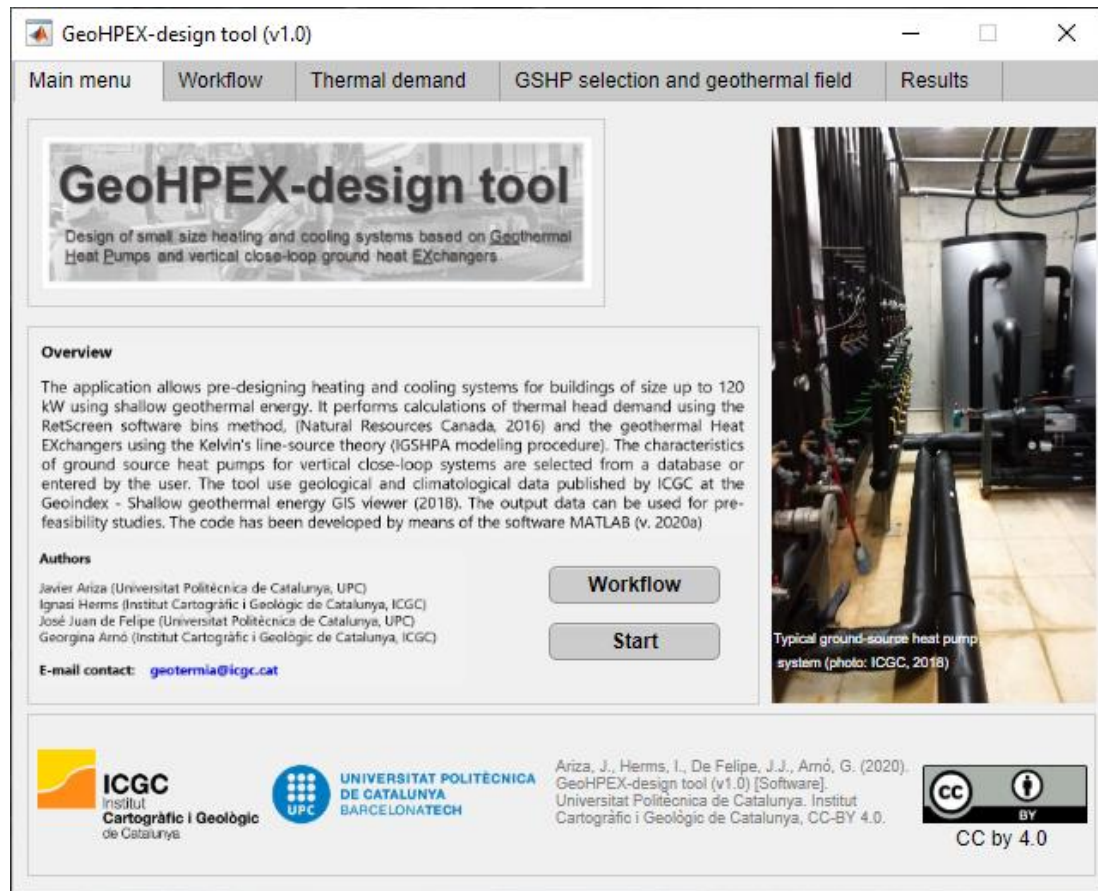 GeoHPEX-design tool (v1.0)
Main menu
Workflow
Thermal demand
GSHP selection and geothermal field
Results
GeoHPEX-design tool
Design of small size heating and cooling systems based on Geothermal
Heat Pumps and vertical close-loop ground heat EXchangers
Overview
The application allows pre-designing heating and cooling systems for buildings of size up to 120
kW using shallow geothermal energy. It performs calculations of thermal head demand using the
RetScreen software bins method, (Natural Resources Canada, 2016) and the geothermal Heat
EXchangers using the Kelvin's line-source theory (IGSHPA modeling procedure). The characteristics
of ground source heat pumps for vertical close-loop systems are selected from a database or
entered by the user. The tool use geological and climatological data published by ICGC at the
Geoindex - Shallow geothermal energy GIS viewer (2018). The output data can be used for pre-
feasibility studies. The code has been developed by means of the software MATLAB (v. 2020a)
Authors
Javier Ariza (Universitat Politècnica de Catalunya, UPC)
Ignasi Herms (Institut Cartogràfic i Geològic de Catalunya, ICGC)
José Juan de Felipe (Universitat Politècnica de Catalunya, UPC)
Georgina Arnó (Institut Cartogràfic i Geològic de Catalunya, ICGC)
E-mail contact: geotermia@icgc.cat
Workflow
Start
Typical ground-source heat pump
system (photo: ICGC, 2018)
ICGC
Institut
Cartogràfic i Geològic
de Catalunya
UPC
UNIVERSITAT POLITÈCNICA
DE CATALUNYA
BARCELONATECH
Ariza, J., Herms, I., De Felipe, J.J., Arnó, G. (2020).
GeoHPEX-design tool (v1.0) [Software].
Universitat Politècnica de Catalunya. Institut
Cartogràfic i Geològic de Catalunya, CC-BY 4.0.
cc
BY
CC by 4.0